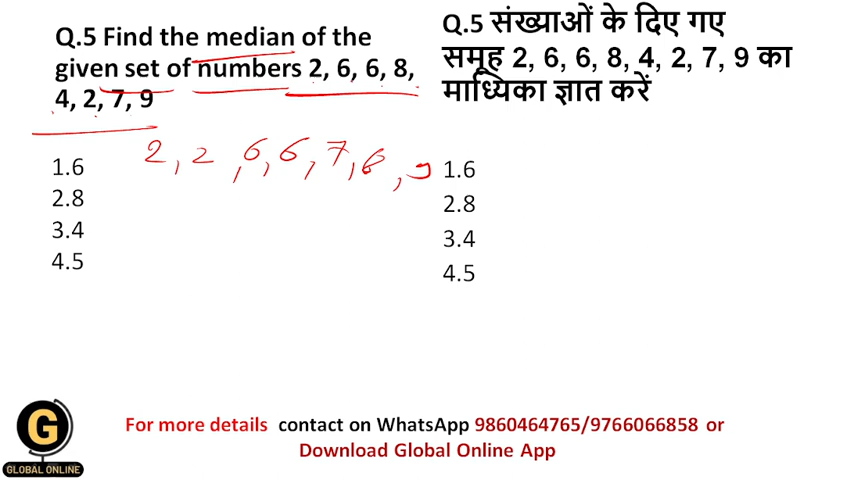 Q.5 Find the median of the
given set of numbers 2, 6, 6, 8,
4, 2, 7, 9
2, 2, 6, 6, 7, 8, 9
1.6
2.8
3.4
4.5
Q.5 संख्याओं के दिए गए
समूह 2, 6, 6, 8, 4, 2, 7, 9 का
माध्यिका ज्ञात करें
1.6
2.8
3.4
4.5
G
GLOBAL ONLINE
For more details contact on WhatsApp 9860464765/9766066858 or
Download Global Online App